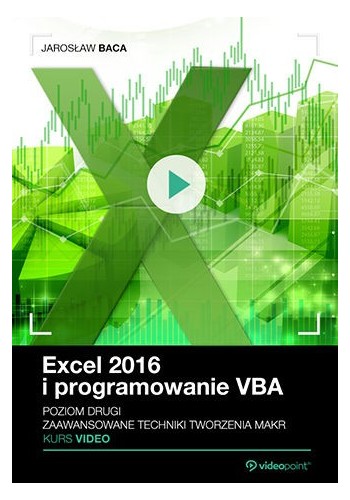 JAROSŁAW BACA
X
Excel 2016
i programowanie VBA
POZIOM DRUGI
ZAAWANSOWANE TECHNIKI TWORZENIA MAKR
KURS VIDEO
videopoint